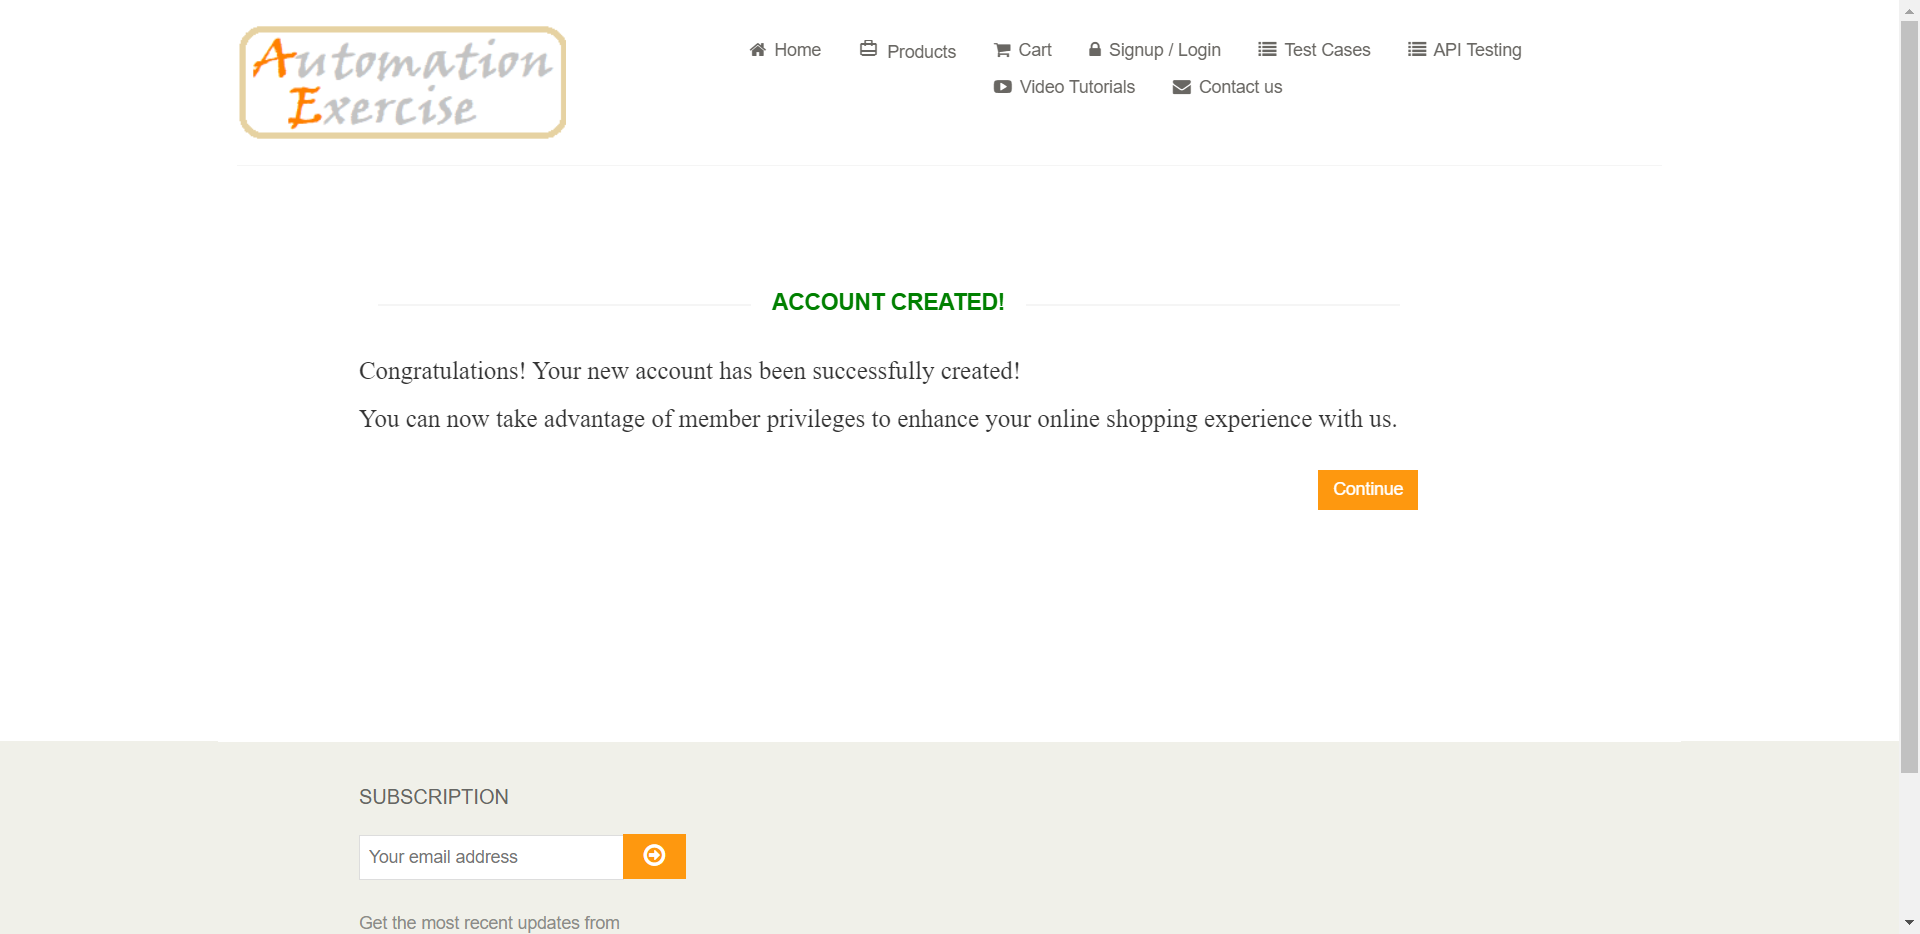 Automation
Exercise
Home
Products
Cart
Signup / Login
Test Cases
API Testing
Video Tutorials
Contact us
ACCOUNT CREATED!
Congratulations! Your new account has been successfully created!
You can now take advantage of member privileges to enhance your online shopping experience with us.
Continue
SUBSCRIPTION
Your email address
Get the most recent updates from